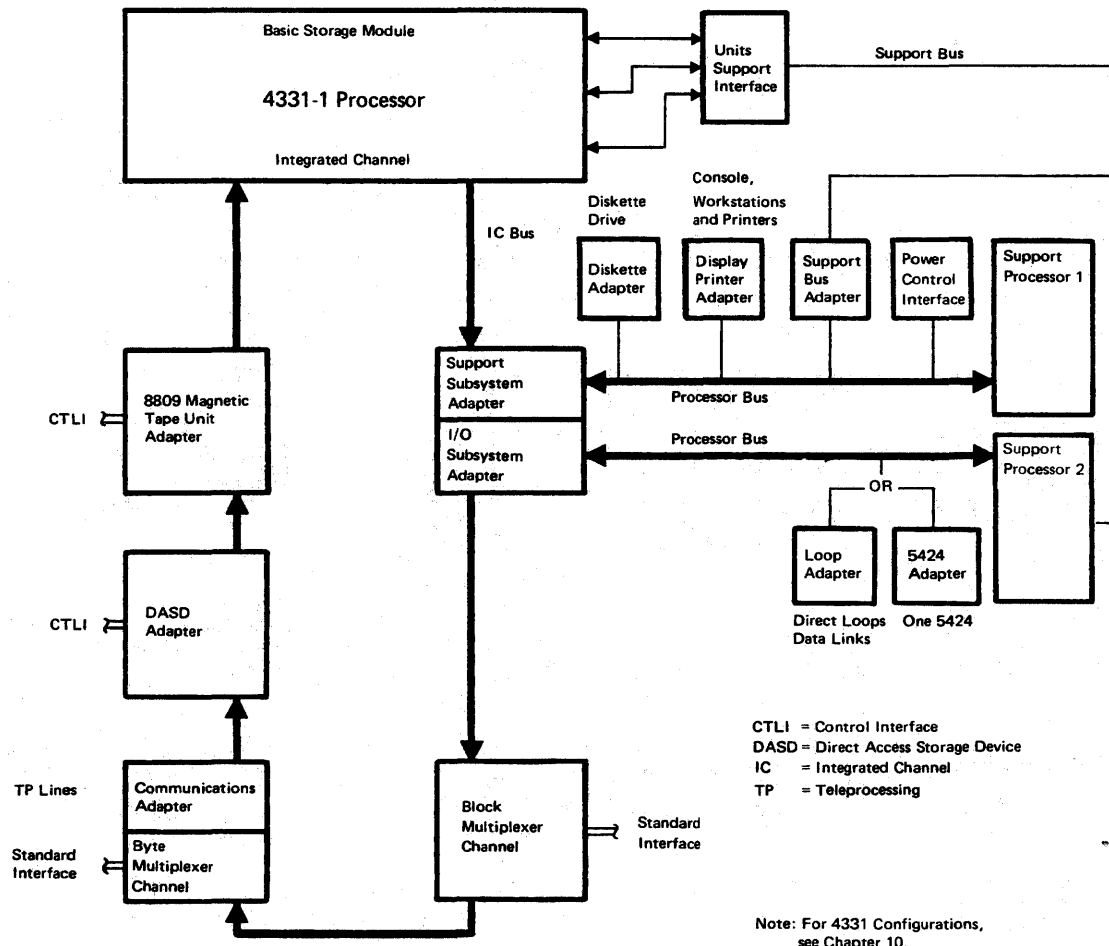 Basic Storage Module
4331-1 Processor
Integrated Channel
Units
Support
Interface
Support Bus
IC Bus
Diskette
Drive
Console,
Workstations
and Printers
Diskette
Adapter
Display
Printer
Adapter
Support
Bus
Adapter
Power
Control
Interface
Support
Processor 1
8809 Magnetic
Tape Unit
Adapter
CTLI
Support
Subsystem
Adapter
I/O
Subsystem
Adapter
Processor Bus
Processor Bus
Support
Processor 2
OR
Loop
Adapter
5424
Adapter
Direct Loops
Data Links
One 5424
DASD
Adapter
CTLI
TP Lines
Communications
Adapter
Byte
Multiplexer
Channel
Standard
Interface
Block
Multiplexer
Channel
Standard
Interface
CTLI = Control Interface
DASD = Direct Access Storage Device
IC = Integrated Channel
TP = Teleprocessing
Note: For 4331 Configurations,
see Chapter 10.